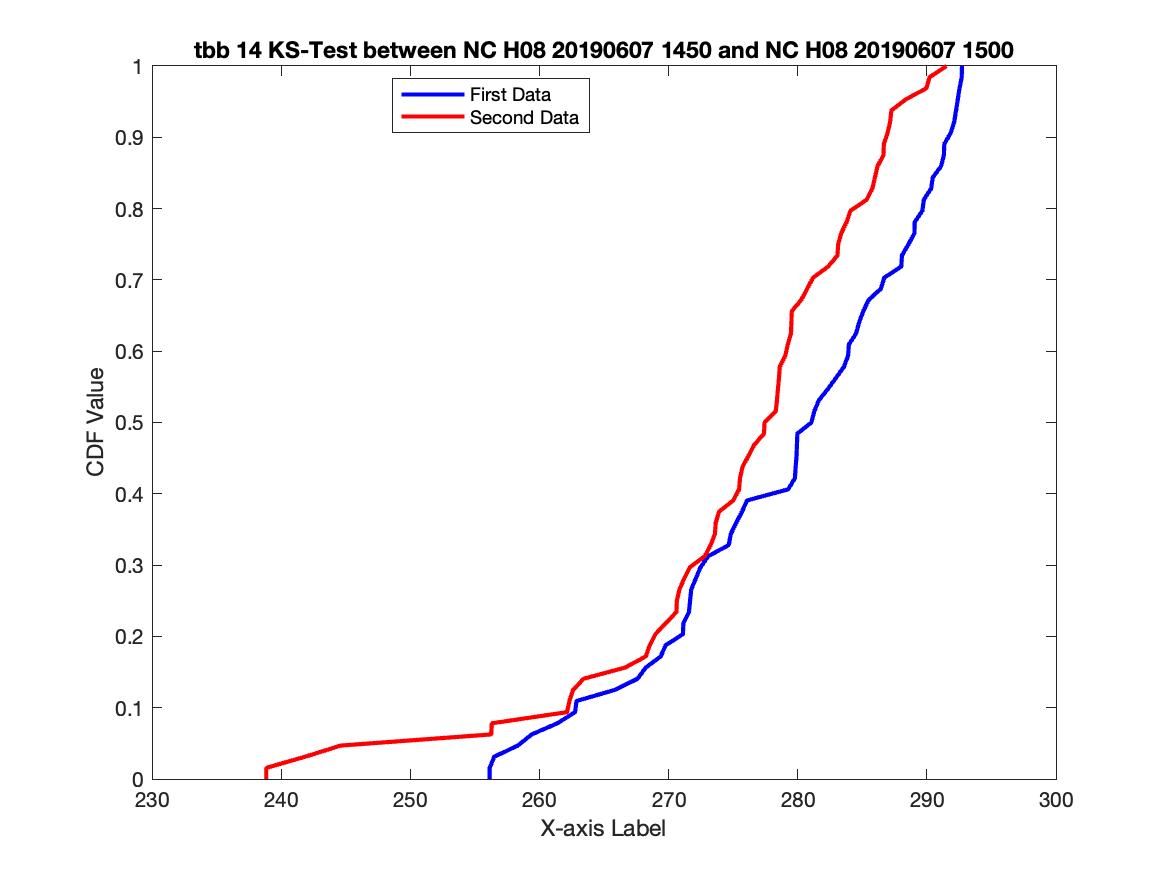 tbb 14 KS-Test between NC H08 20190607 1450 and NC H08 20190607 1500
First Data
Second Data
1
0.9
0.8
0.7
0.6
0.5
0.4
0.3
0.2
0.1
0
CDF Value
230 240 250 260 270 280 290 300
X-axis Label